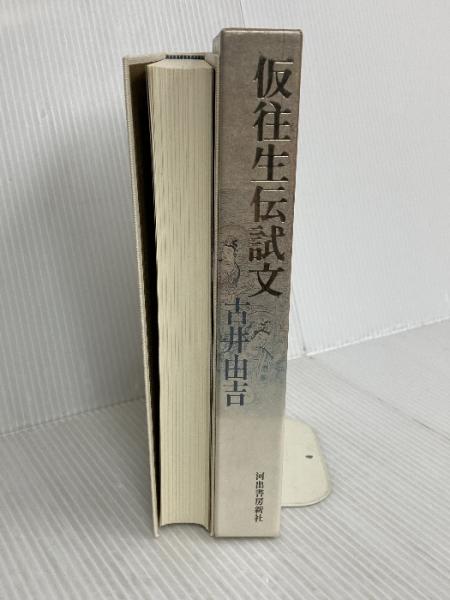 仮往生伝試文
古井由吉
河出書房新社